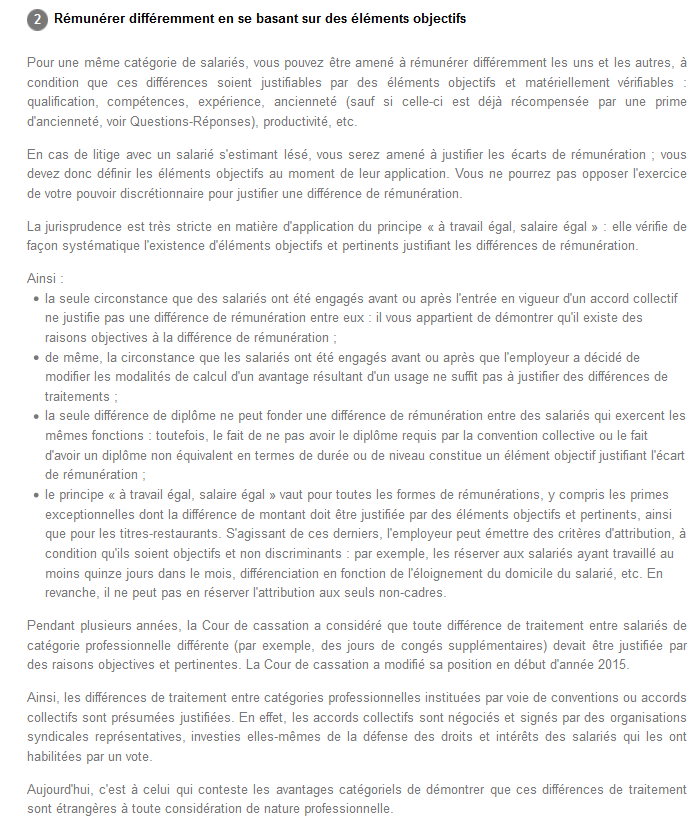 2 Rémunérer différemment en se basant sur des éléments objectifs
Pour une même catégorie de salariés, vous pouvez être amené à rémunérer différemment les uns et les autres, à
condition que ces différences soient justifiables par des éléments objectifs et matériellement vérifiables :
qualification, compétences, expérience, ancienneté (sauf si celle-ci est déjà récompensée par une prime
d'ancienneté, voir Questions-Réponses), productivité, etc.
En cas de litige avec un salarié s'estimant lésé, vous serez amené à justifier les écarts de rémunération ; vous
devez donc définir les éléments objectifs au moment de leur application. Vous ne pourrez pas opposer l'exercice
de votre pouvoir discrétionnaire pour justifier une différence de rémunération.
La jurisprudence est très stricte en matière d'application du principe « à travail égal, salaire égal » : elle vérifie de
façon systématique l'existence d'éléments objectifs et pertinents justifiant les différences de rémunération.
Ainsi :
• la seule circonstance que des salariés ont été engagés avant ou après l'entrée en vigueur d'un accord collectif
ne justifie pas une différence de rémunération entre eux : il vous appartient de démontrer qu'il existe des
raisons objectives à la différence de rémunération ;
• de même, la circonstance que les salariés ont été engagés avant ou après que l'employeur a décidé de
modifier les modalités de calcul d'un avantage résultant d'un usage ne suffit pas à justifier des différences de
traitements ;
• la seule différence de diplôme ne peut fonder une différence de rémunération entre des salariés qui exercent les
mêmes fonctions : toutefois, le fait de ne pas avoir le diplôme requis par la convention collective ou le fait
d'avoir un diplôme non équivalent en termes de durée ou de niveau constitue un élément objectif justifiant l'écart
de rémunération ;
• le principe « à travail égal, salaire égal » vaut pour toutes les formes de rémunérations, y compris les primes
exceptionnelles dont la différence de montant doit être justifiée par des éléments objectifs et pertinents, ainsi
que pour les titres-restaurants. S'agissant de ces derniers, l'employeur peut émettre des critères d'attribution, à
condition qu'ils soient objectifs et non discriminants : par exemple, les réserver aux salariés ayant travaillé au
moins quinze jours dans le mois, différenciation en fonction de l'éloignement du domicile du salarié, etc. En
revanche, il ne peut pas en réserver l'attribution aux seuls non-cadres.
Pendant plusieurs années, la Cour de cassation a considéré que toute différence de traitement entre salariés de
catégorie professionnelle différente (par exemple, des jours de congés supplémentaires) devait être justifiée par
des raisons objectives et pertinentes. La Cour de cassation a modifié sa position en début d'année 2015.
Ainsi, les différences de traitement entre catégories professionnelles instituées par voie de conventions ou accords
collectifs sont présumées justifiées. En effet, les accords collectifs sont négociés et signés par des organisations
syndicales représentatives, investies elles-mêmes de la défense des droits et intérêts des salariés qui les ont
habilitées par un vote.
Aujourd'hui, c'est à celui qui conteste les avantages catégoriels de démontrer que ces différences de traitement
sont étrangères à toute considération de nature professionnelle.